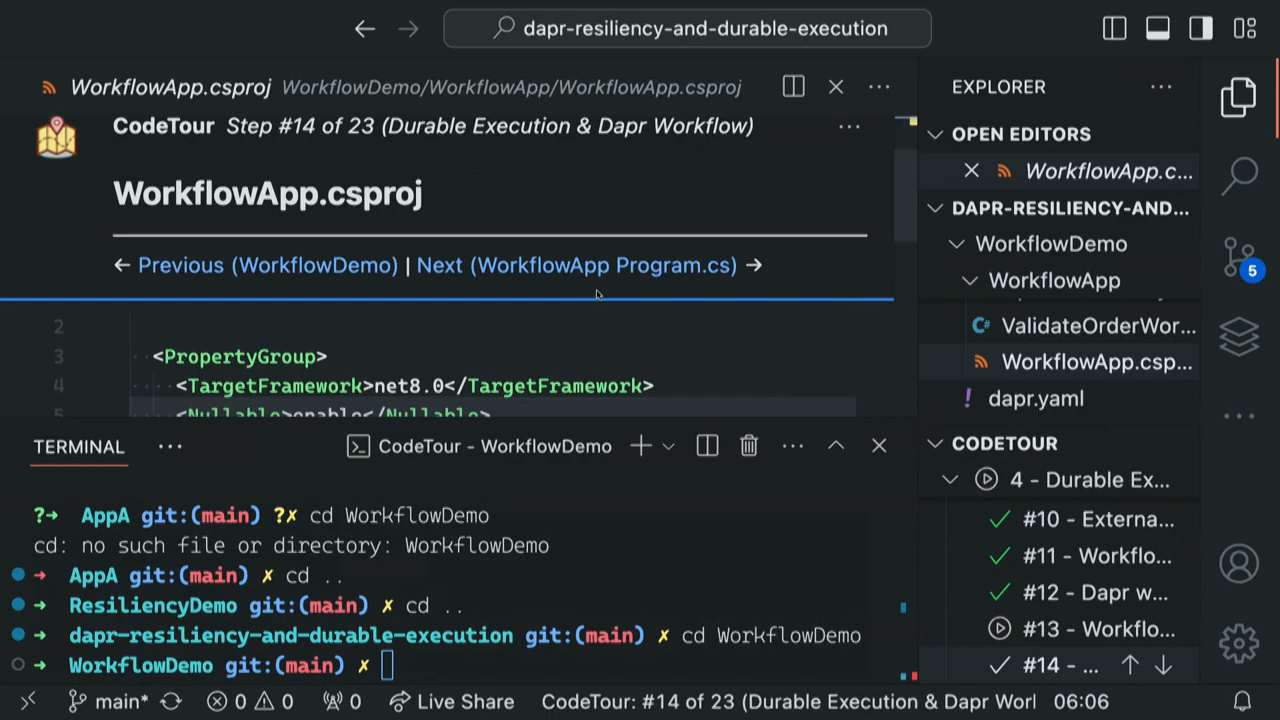 dapr-resiliency-and-durable-execution
WorkflowApp.csproj WorkflowDemo/WorkflowApp/WorkflowApp.csproj
CodeTour Step #14 of 23 (Durable Execution & Dapr Workflow)
WorkflowApp.csproj
← Previous (WorkflowDemo) | Next (WorkflowApp Program.cs) →
2
3 <PropertyGroup>
4 <TargetFramework>net8.0</TargetFramework>
5 <Nullable>enable</Nullable>
TERMINAL
CodeTour - WorkflowDemo
?→ AppA git:(main) ?✗ cd WorkflowDemo
cd: no such file or directory: WorkflowDemo
→ AppA git:(main) ✗ cd ..
→ ResiliencyDemo git:(main) ✗ cd ..
→ dapr-resiliency-and-durable-execution git:(main) ✗ cd WorkflowDemo
→ WorkflowDemo git:(main) ✗
EXPLORER
OPEN EDITORS
WorkflowApp.c...
DAPR-RESILIENCY-AND...
WorkflowDemo
WorkflowApp
C# ValidateOrderWor...
WorkflowApp.csp...
! dapr.yaml
CODETOUR
4 - Durable Ex...
#10 - Externa...
#11 - Workflo...
#12 - Dapr w...
#13 - Workflo...
#14 - ...
5
main* 0 0 0 Live Share CodeTour: #14 of 23 (Durable Execution & Dapr Worl 06:06